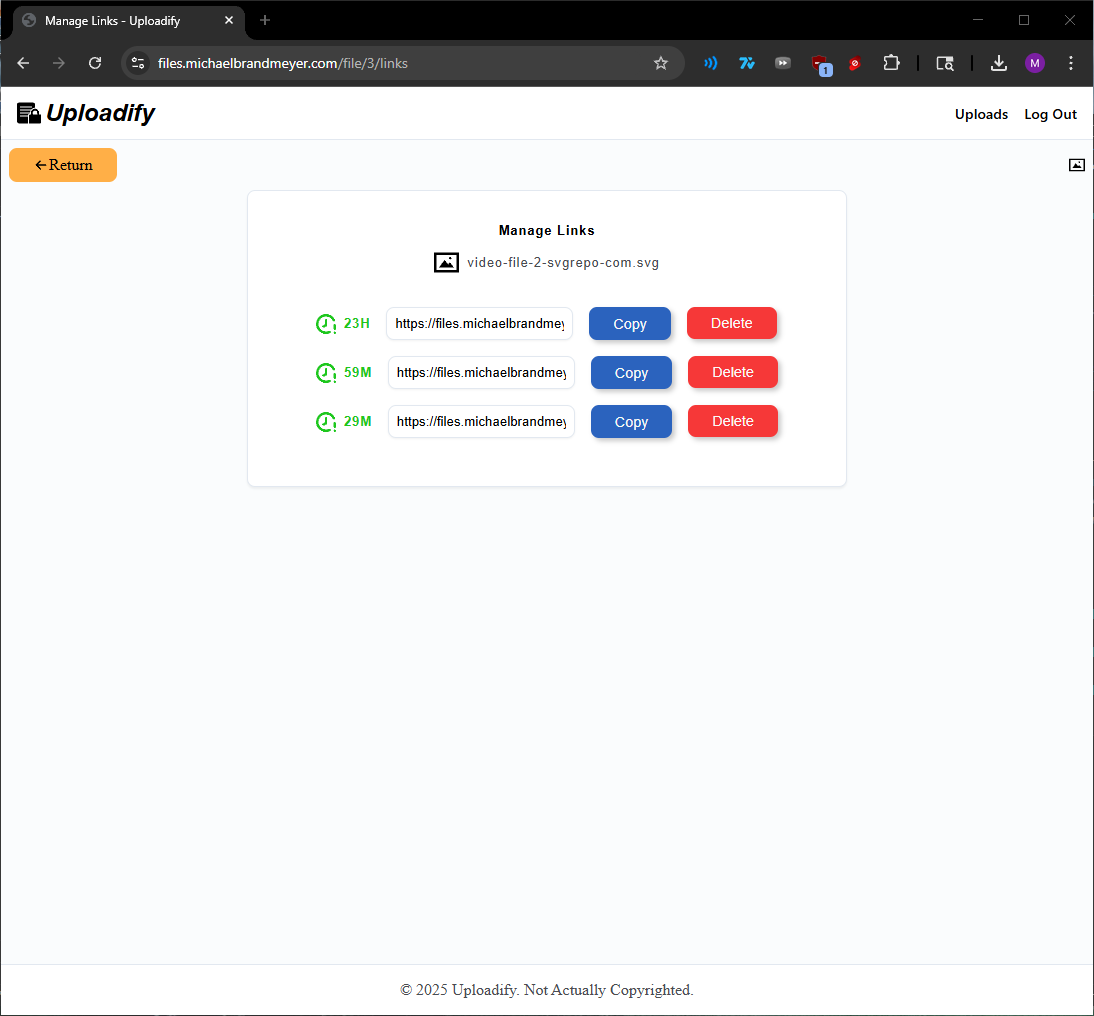 Manage Links - Uploadify
files.michaelbrandmeyer.com/file/3/links
1
M
Uploadify
Uploads
Log Out
Return
Manage Links
video-file-2-svgrepo-com.svg
23H https://files.michaelbrandmey Copy Delete
59M https://files.michaelbrandmey Copy Delete
29M https://files.michaelbrandmey Copy Delete
© 2025 Uploadify. Not Actually Copyrighted.